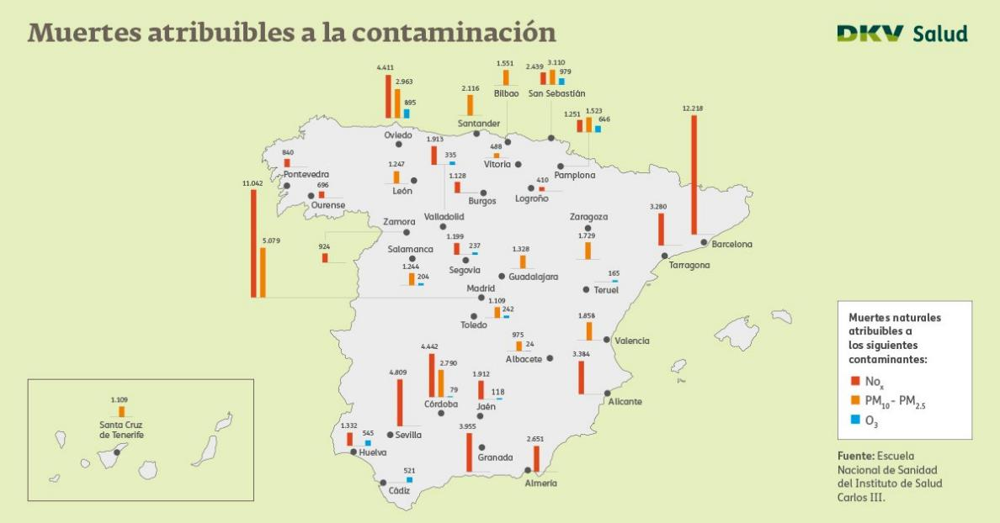 Muertes atribuibles a la contaminación
DKV Salud
4.411
2.963
895
Oviedo
2.116
Santander
1.551
Bilbao
2.439
3.110
979
San Sebastián
1.251
1.523
646
Pamplona
12.218
Barcelona
840
Pontevedra
696
Ourense
1.247
León
1.913
335
Valladolid
488
Vitoria
1.128
Burgos
410
Logroño
11.042
5.079
Madrid
Zamora
924
Salamanca
1.244
204
1.199
237
Segovia
1.328
Guadalajara
Zaragoza
1.729
3.280
Tarragona
165
Teruel
1.109
242
Toledo
1.858
Valencia
975
24
Albacete
3.384
Alicante
4.442
2.790
79
Córdoba
1.912
118
Jaén
4.809
Sevilla
1.332
545
Huelva
3.955
Granada
2.651
Almería
521
Cádiz
1.109
Santa Cruz
de Tenerife
Muertes naturales
atribuibles a
los siguientes
contaminantes:
Nox
PM10 - PM2.5
O3
Fuente: Escuela
Nacional de Sanidad
del Instituto de Salud
Carlos III.